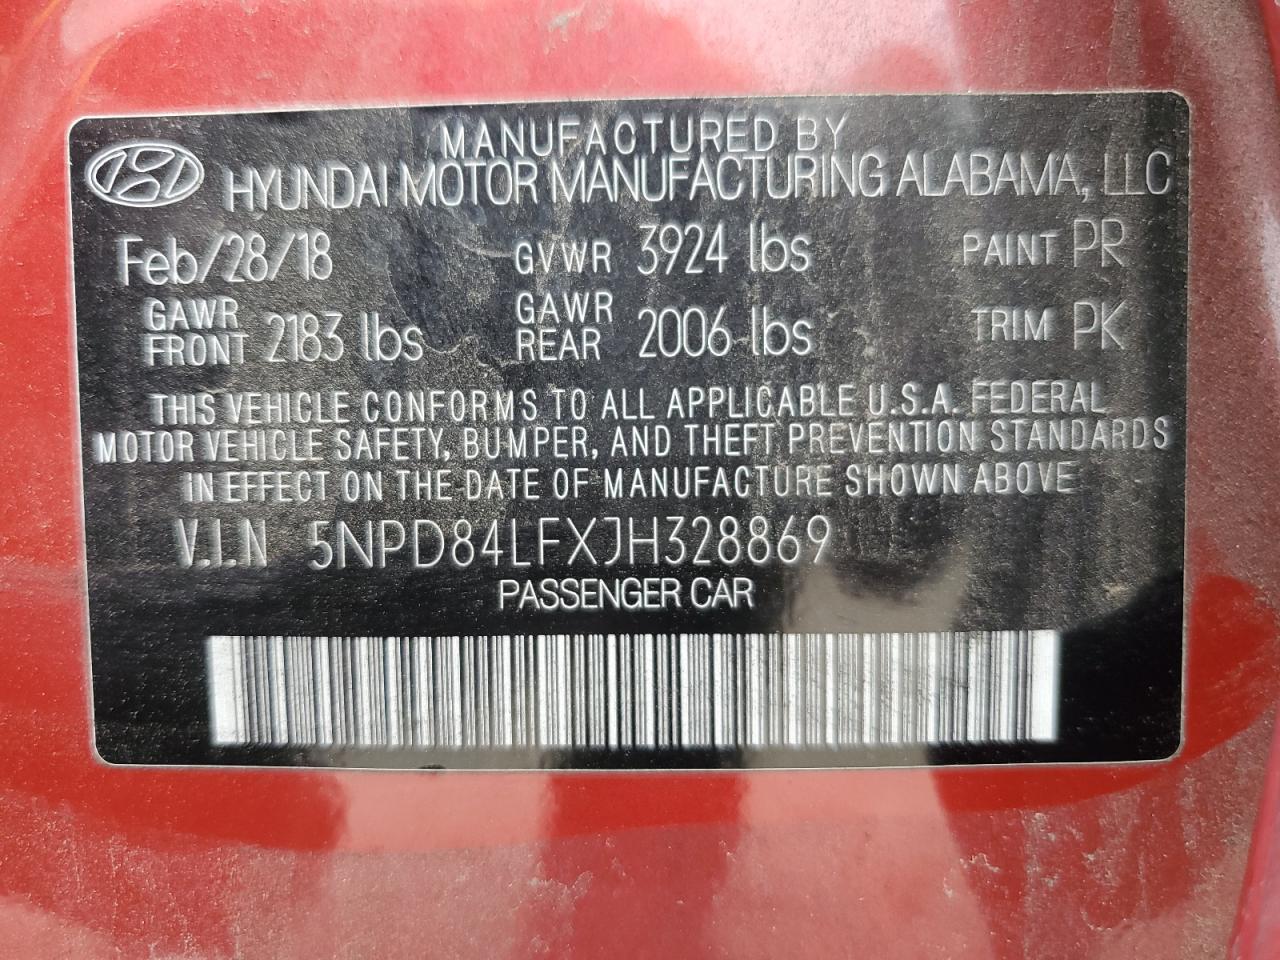 MANUFACTURED BY
HYUNDAI MOTOR MANUFACTURING ALABAMA, LLC
Feb/28/18 GVWR 3924 lbs PAINT PR
GAWR FRONT 2183 lbs GAWR REAR 2006 lbs TRIM PK
THIS VEHICLE CONFORMS TO ALL APPLICABLE U.S.A. FEDERAL
MOTOR VEHICLE SAFETY, BUMPER, AND THEFT PREVENTION STANDARDS
IN EFFECT ON THE DATE OF MANUFACTURE SHOWN ABOVE
V.I.N 5NPD84LFXJH328869
PASSENGER CAR